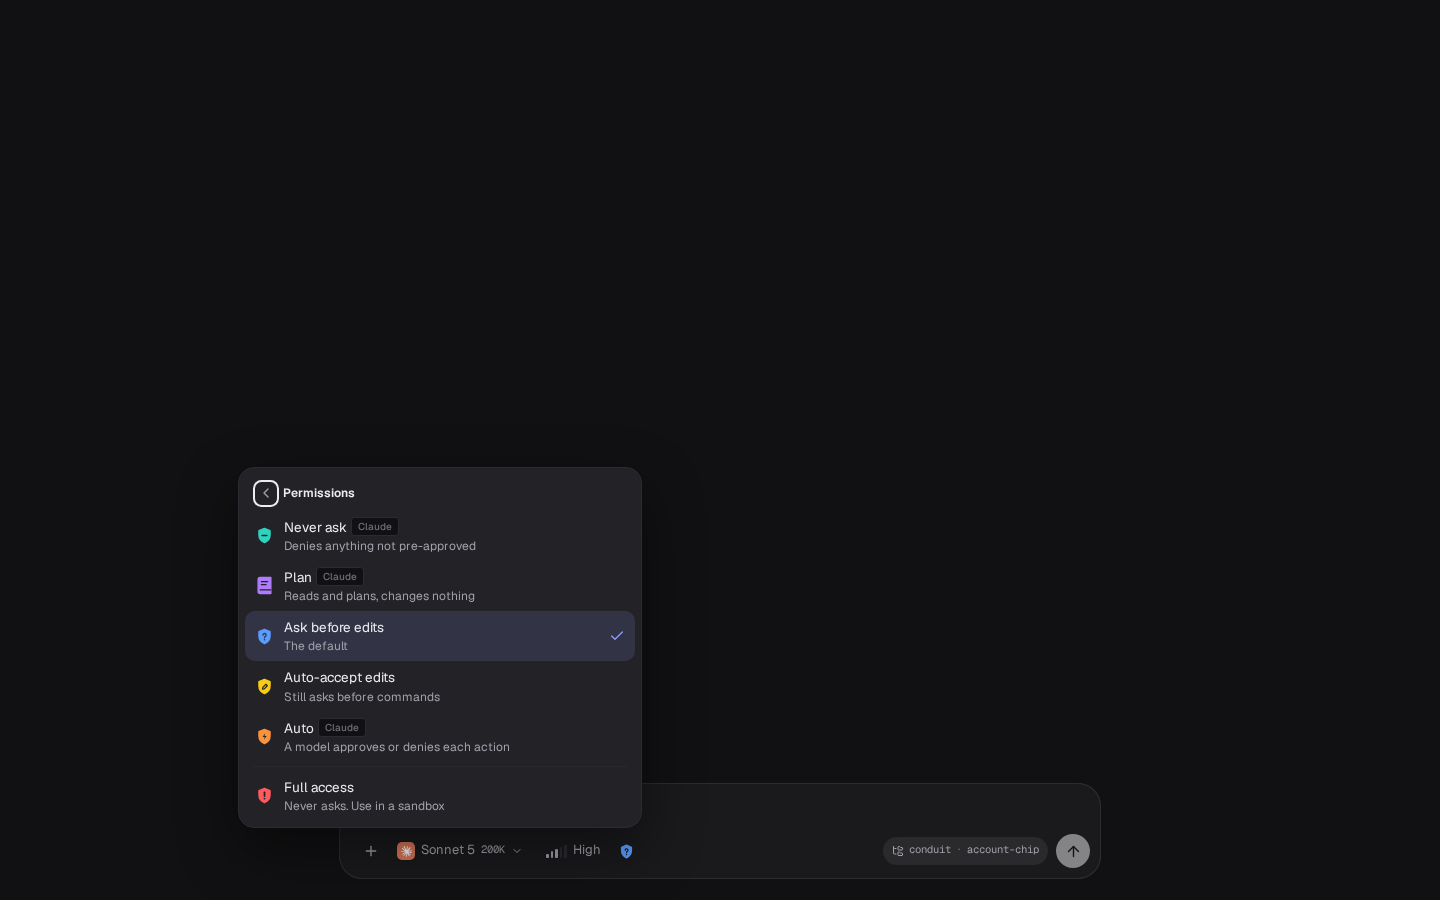 Permissions
Never ask Claude
Denies anything not pre-approved
Plan Claude
Reads and plans, changes nothing
Ask before edits
The default
Auto-accept edits
Still asks before commands
Auto Claude
A model approves or denies each action
Full access
Never asks. Use in a sandbox
Sonnet 5 200K High conduit · account-chip